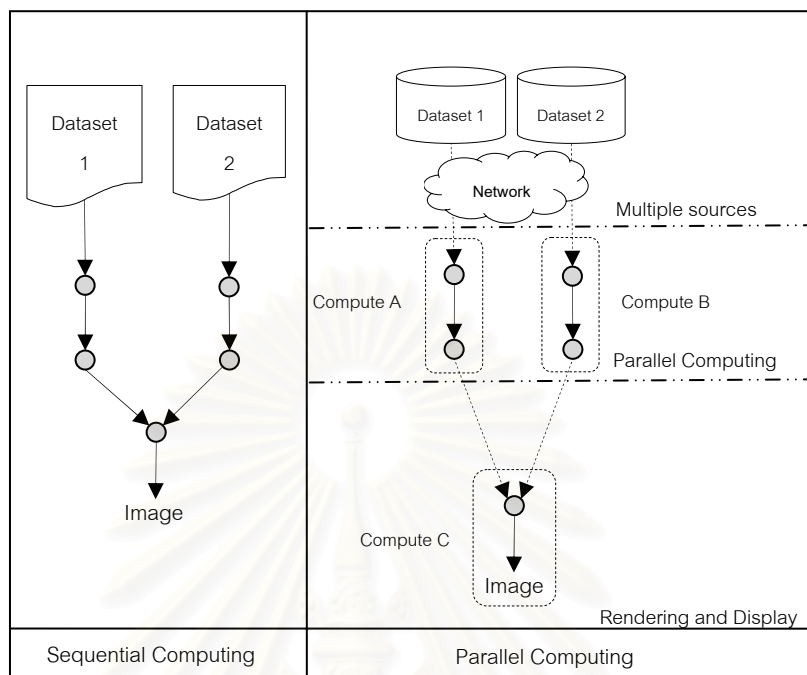 Dataset
1
Dataset
2
Image
Sequential Computing
Dataset 1
Dataset 2
Network
Multiple sources
Compute A
Compute B
Parallel Computing
Compute C
Image
Rendering and Display
Parallel Computing